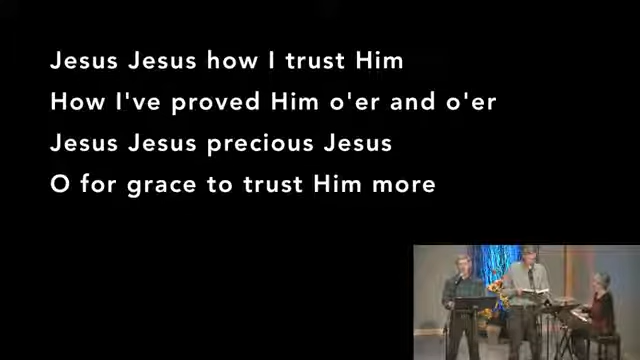 Jesus Jesus how I trust Him
How I've proved Him o'er and o'er
Jesus Jesus precious Jesus
O for grace to trust Him more